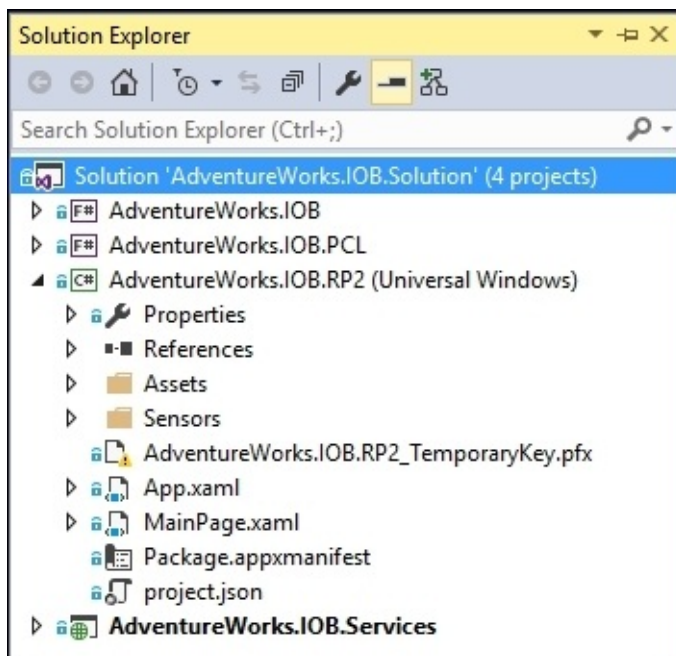 Solution Explorer
Search Solution Explorer (Ctrl+;)
Solution 'AdventureWorks.IOB.Solution' (4 projects)
F# AdventureWorks.IOB
F# AdventureWorks.IOB.PCL
C# AdventureWorks.IOB.RP2 (Universal Windows)
Properties
References
Assets
Sensors
AdventureWorks.IOB.RP2_TemporaryKey.pfx
App.xaml
MainPage.xaml
Package.appxmanifest
project.json
AdventureWorks.IOB.Services